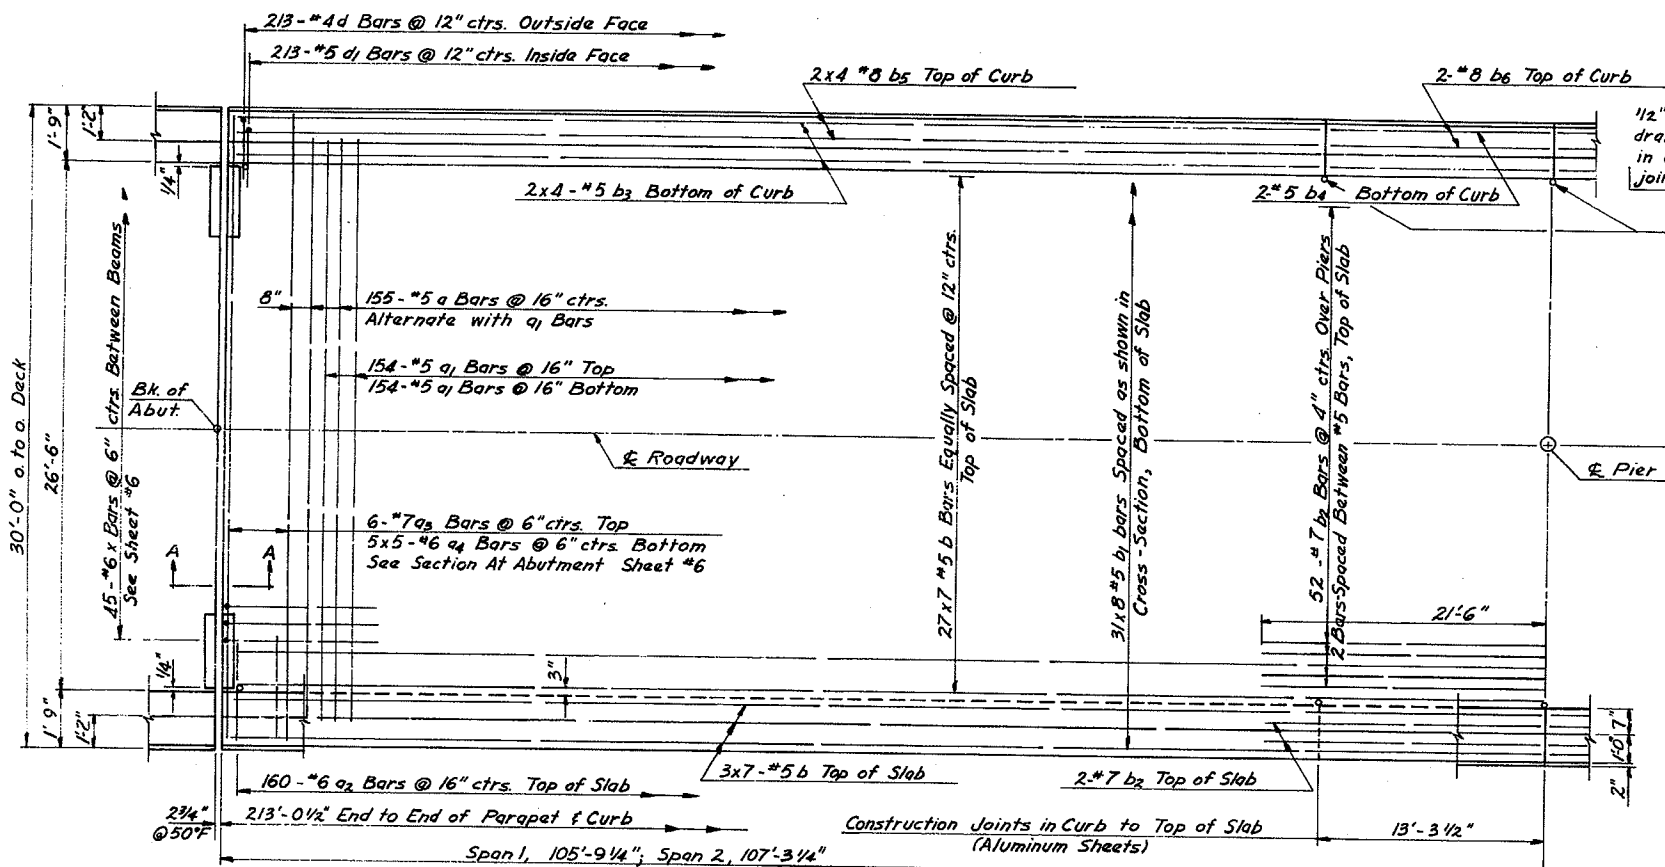 213-#4 d Bars @ 12" ctrs. Outside Face
213-#5 d1 Bars @ 12" ctrs. Inside Face
2x4 #8 b5 Top of Curb
2-#8 b6 Top of Curb
1/2"
in
1'-9"
1'-2"
1/4"
2x4-#5 b3 Bottom of Curb
2-#5 b4 Bottom of Curb
30'-0" o. to o. Deck
26'-6"
45-#6 x Bars @ 6" ctrs. Between Beams
See Sheet #6
8"
155-#5 a Bars @ 16" ctrs.
Alternate with a1 Bars
154-#5 a1 Bars @ 16" Top
154-#5 a1 Bars @ 16" Bottom
27x7 #5 b Bars Equally Spaced @ 12" ctrs.
Top of Slab
31x8 #5 b1 bars Spaced as shown in
Cross-Section, Bottom of Slab
52-#7 b2 Bars @ 4" ctrs. Over Piers
2 Bars Spaced Between #5 Bars, Top of Slab
Bk. of
Abut.
℄ Roadway
℄ Pier
6-#7 a3 Bars @ 6" ctrs. Top
5x5-#6 a4 Bars @ 6" ctrs. Bottom
See Section At Abutment Sheet #6
A
A
21'-6"
1/4"
3"
1'9"
1'-2"
1'-0"
7"
2"
3x7-#5 b Top of Slab
2-#7 b2 Top of Slab
160-#6 a2 Bars @ 16" ctrs. Top of Slab
2 3/4"
@ 50°F
213'-0 1/2" End to End of Parapet & Curb
Construction Joints in Curb to Top of Slab
(Aluminum Sheets)
13'-3 1/2"
Span 1, 105'-9 1/4"; Span 2, 107'-3 1/4"